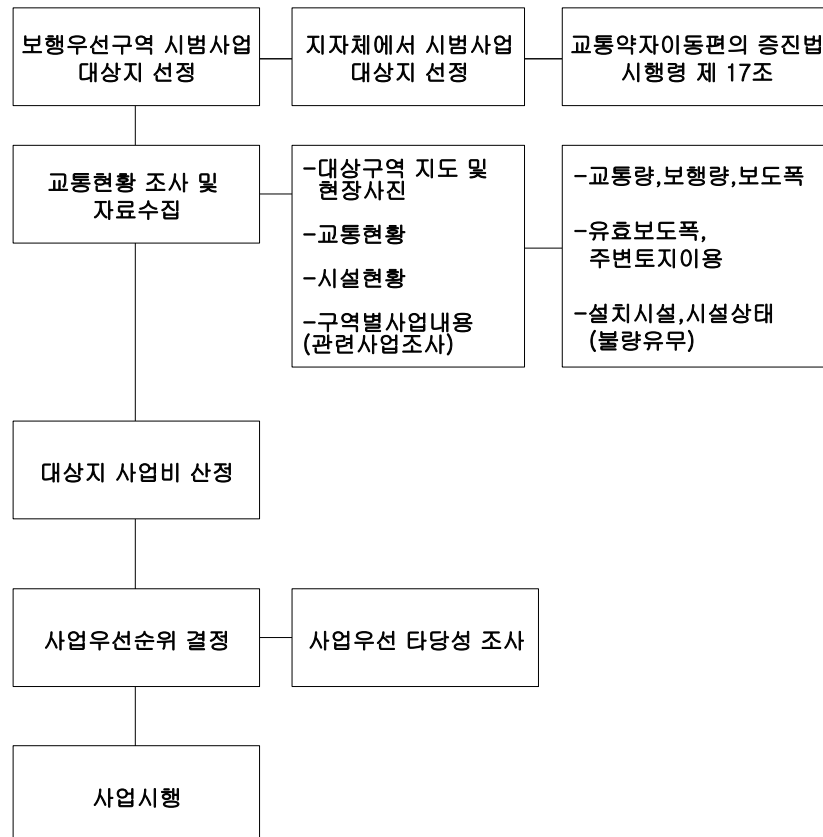 보행우선구역 시범사업
대상지 선정
지자체에서 시범사업
대상지 선정
교통약자이동편의 증진법
시행령 제 17조
교통현황 조사 및
자료수집
-대상구역 지도 및
현장사진
-교통현황
-시설현황
-구역별사업내용
(관련사업조사)
-교통량,보행량,보도폭
-유효보도폭,
주변토지이용
-설치시설,시설상태
(불량유무)
대상지 사업비 산정
사업우선순위 결정
사업우선 타당성 조사
사업시행